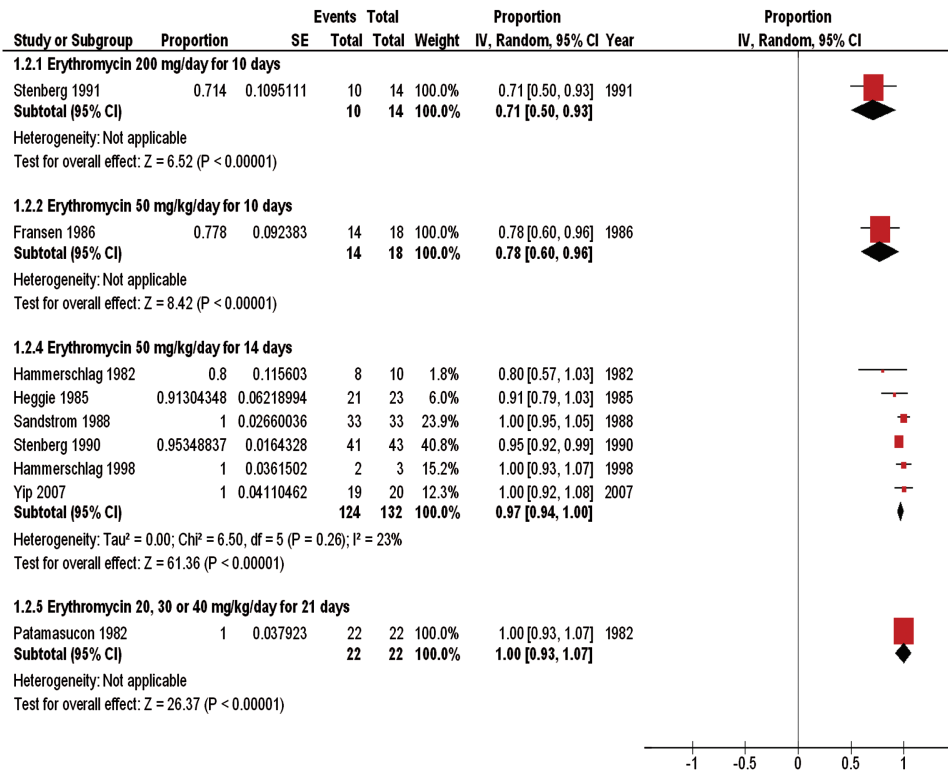 Events Total Proportion Proportion
Study or Subgroup Proportion SE Total Total Weight IV, Random, 95% CI Year IV, Random, 95% CI
1.2.1 Erythromycin 200 mg/day for 10 days
Stenberg 1991 0.714 0.1095111 10 14 100.0% 0.71 [0.50, 0.93] 1991
Subtotal (95% CI) 10 14 100.0% 0.71 [0.50, 0.93]
Heterogeneity: Not applicable
Test for overall effect: Z = 6.52 (P < 0.00001)
1.2.2 Erythromycin 50 mg/kg/day for 10 days
Fransen 1986 0.778 0.092383 14 18 100.0% 0.78 [0.60, 0.96] 1986
Subtotal (95% CI) 14 18 100.0% 0.78 [0.60, 0.96]
Heterogeneity: Not applicable
Test for overall effect: Z = 8.42 (P < 0.00001)
1.2.4 Erythromycin 50 mg/kg/day for 14 days
Hammerschlag 1982 0.8 0.115603 8 10 1.8% 0.80 [0.57, 1.03] 1982
Heggie 1985 0.91304348 0.06218994 21 23 6.0% 0.91 [0.79, 1.03] 1985
Sandstrom 1988 1 0.02660036 33 33 23.9% 1.00 [0.95, 1.05] 1988
Stenberg 1990 0.95348837 0.0164328 41 43 40.8% 0.95 [0.92, 0.99] 1990
Hammerschlag 1998 1 0.0361502 2 3 15.2% 1.00 [0.93, 1.07] 1998
Yip 2007 1 0.04110462 19 20 12.3% 1.00 [0.92, 1.08] 2007
Subtotal (95% CI) 124 132 100.0% 0.97 [0.94, 1.00]
Heterogeneity: Tau² = 0.00; Chi² = 6.50, df = 5 (P = 0.26); I² = 23%
Test for overall effect: Z = 61.36 (P < 0.00001)
1.2.5 Erythromycin 20, 30 or 40 mg/kg/day for 21 days
Patamasucon 1982 1 0.037923 22 22 100.0% 1.00 [0.93, 1.07] 1982
Subtotal (95% CI) 22 22 100.0% 1.00 [0.93, 1.07]
Heterogeneity: Not applicable
Test for overall effect: Z = 26.37 (P < 0.00001)
-1 -0.5 0 0.5 1